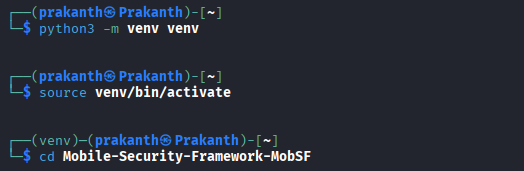 ┌──(prakanth㉿Prakanth)-[~]
└─$ python3 -m venv venv
┌──(prakanth㉿Prakanth)-[~]
└─$ source venv/bin/activate
┌──(venv)─(prakanth㉿Prakanth)-[~]
└─$ cd Mobile-Security-Framework-MobSF